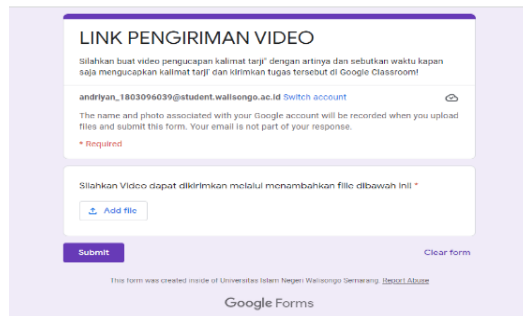 LINK PENGIRIMAN VIDEO
Silahkan buat video pengucapan kalimat tarji' dengan artinya dan sebutkan waktu kapan
saja mengucapkan kalimat tarji' dan kirimkan tugas tersebut di Google Classroom!
andriyan_1803096039@student.walisongo.ac.id Switch account
The name and photo associated with your Google account will be recorded when you upload
files and submit this form. Your email is not part of your response.
* Required
Silahkan Video dapat dikirimkan melalui menambahkan fille dibawah ini! *
Add file
Submit
Clear form
This form was created inside of Universitas Islam Negeri Walisongo Semarang. Report Abuse
Google Forms